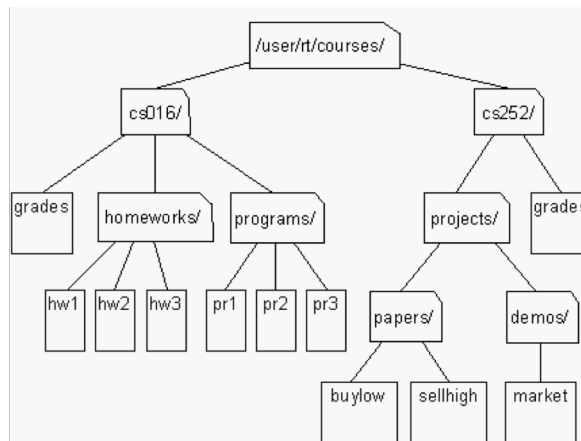 /user/rt/courses/
cs016/ cs252/
grades homeworks/ programs/ projects/ grades
hw1 hw2 hw3 pr1 pr2 pr3 papers/ demos/
buylow sellhigh market